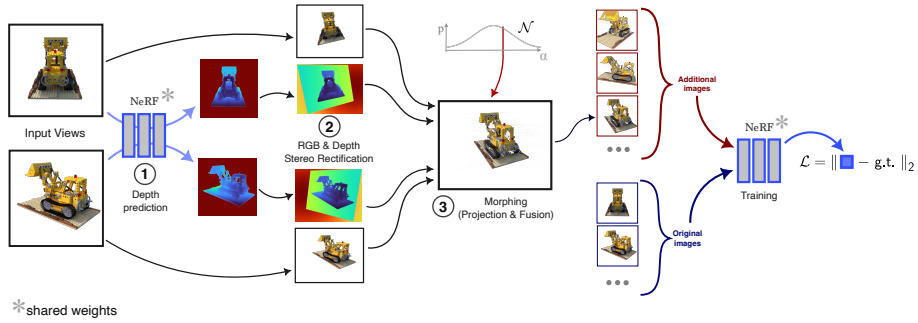 p
𝒩
α
NeRF*
Input Views
1
Depth
prediction
2
RGB & Depth
Stereo Rectification
3
Morphing
(Projection & Fusion)
Additional
images
Original
images
NeRF*
Training
ℒ = ‖ − g.t. ‖₂
*shared weights